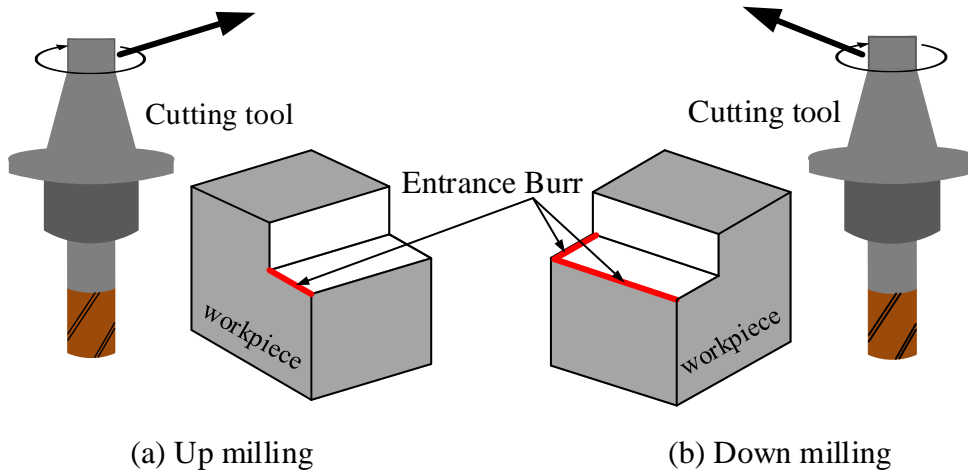 Cutting tool
Cutting tool
Entrance Burr
workpiece
workpiece
(a) Up milling
(b) Down milling